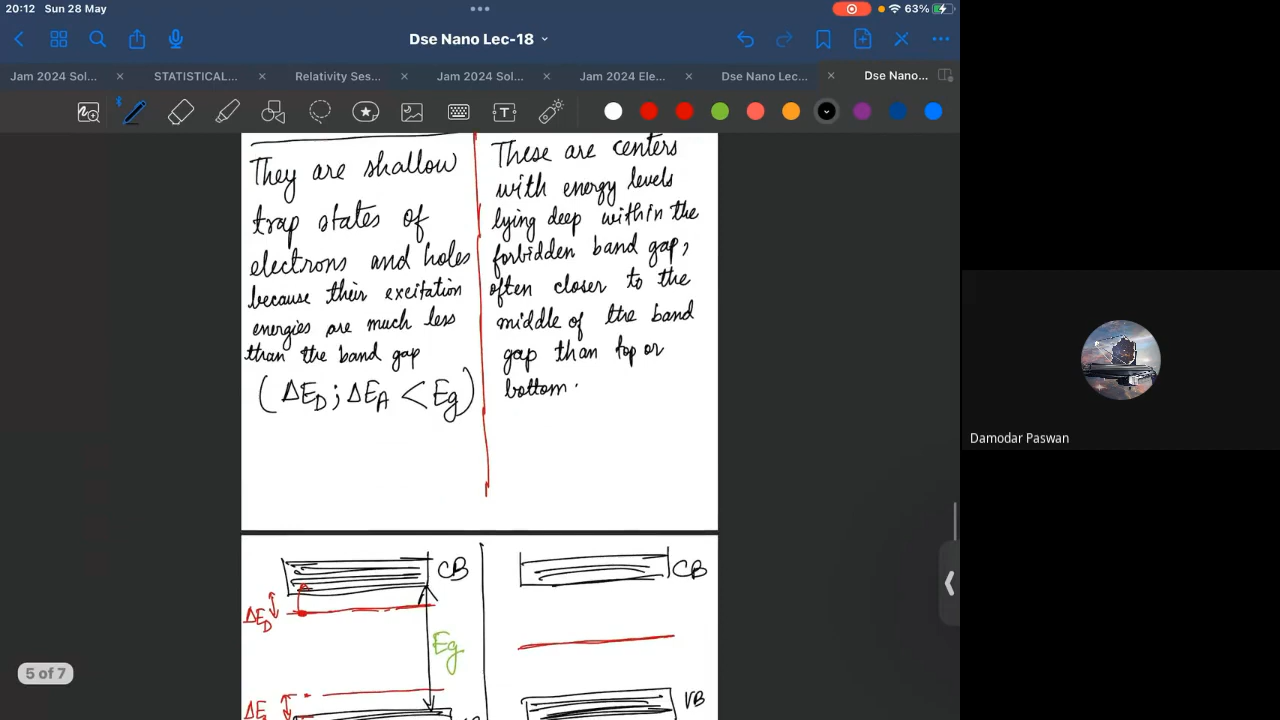 20:12 Sun 28 May
63%
Dse Nano Lec-18
Jam 2024 Sol...
STATISTICAL...
Relativity Ses...
Jam 2024 Sol...
Jam 2024 Ele...
Dse Nano Lec...
Dse Nano...
They are shallow
trap states of
electrons and holes
because their excitation
energies are much less
than the band gap
(ΔE_D ; ΔE_A < Eg)
These are centers
with energy levels
lying deep within the
forbidden band gap,
often closer to the
middle of the band
gap than top or
bottom.
CB
ΔE_D
Eg
ΔE
CB
VB
5 of 7
Damodar Paswan